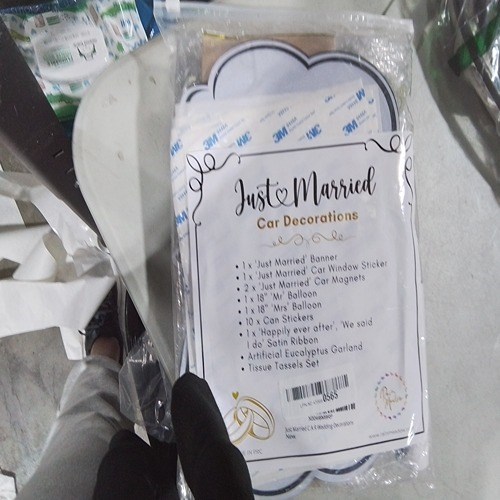 3M
3M
3M
Just Married
Car Decorations
• 1 x 'Just Married' Banner
• 1 x 'Just Married' Car Window Sticker
• 2 x 'Just Married' Car Magnets
• 1 x 18" 'Mr' Balloon
• 1 x 18" 'Mrs' Balloon
• 10 x Can Stickers
• 1 x 'Happily ever after', 'We said
I do' Satin Ribbon
• Artificial Eucalyptus Garland
• Tissue Tassels Set
0565